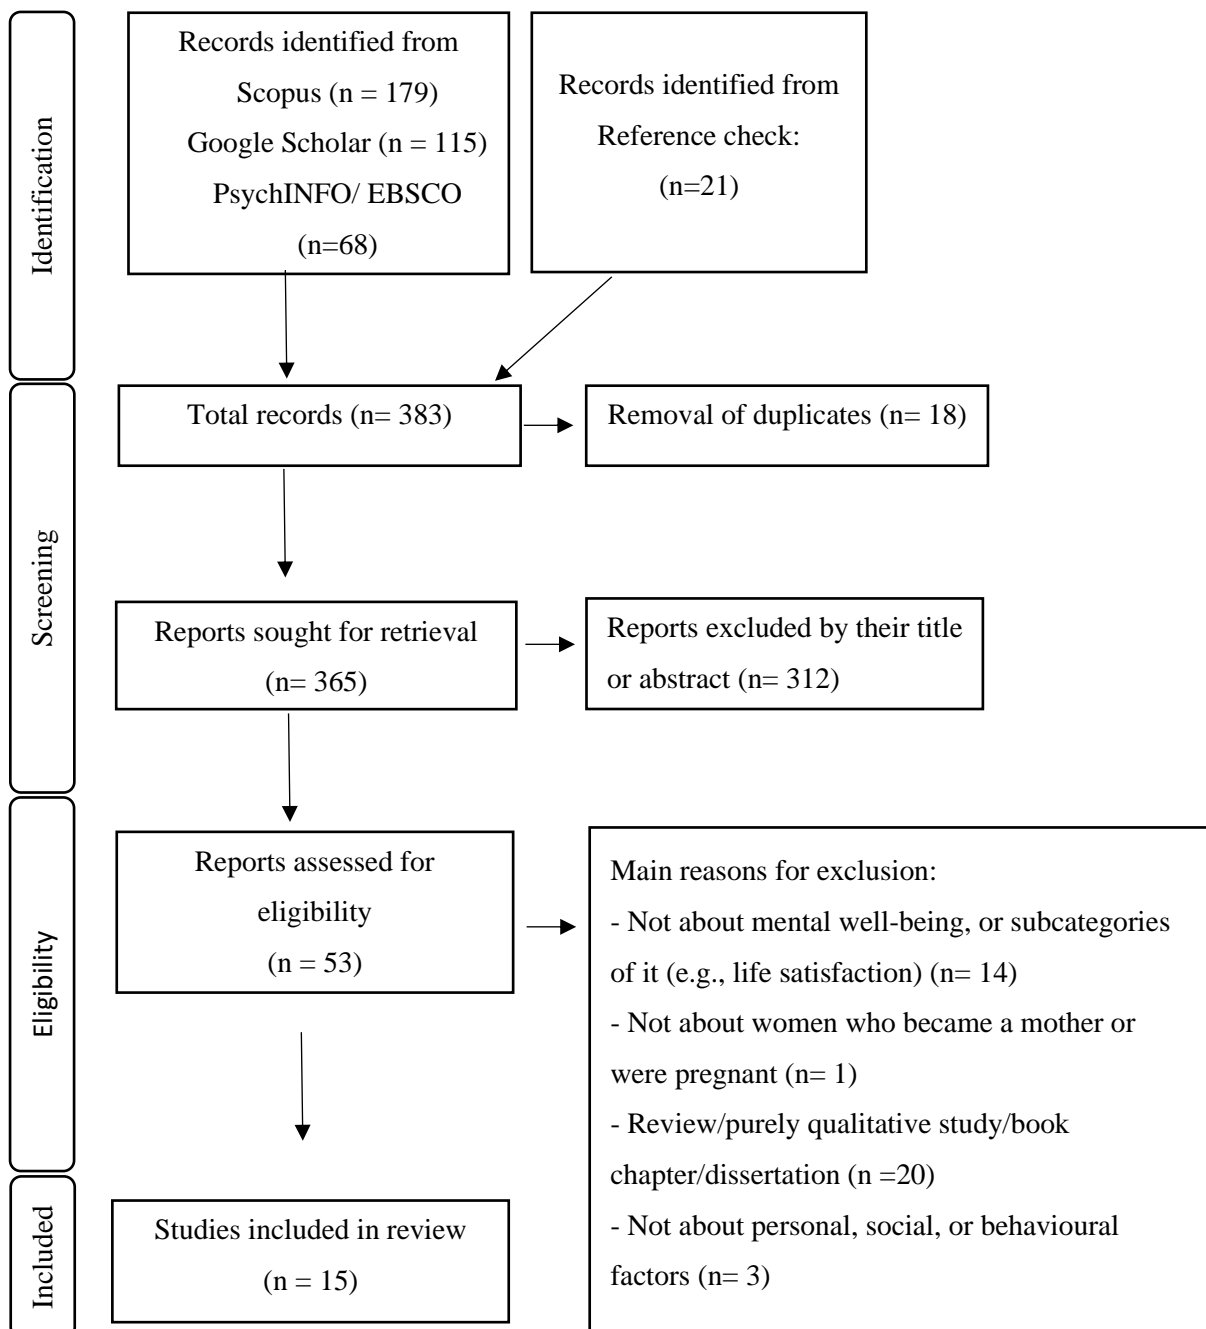 Identification
Records identified from
Scopus (n = 179)
Google Scholar (n = 115)
PsychINFO/ EBSCO
(n=68)
Records identified from
Reference check:
(n=21)
Screening
Total records (n= 383)
Removal of duplicates (n= 18)
Reports sought for retrieval
(n= 365)
Reports excluded by their title
or abstract (n= 312)
Eligibility
Reports assessed for
eligibility
(n = 53)
Main reasons for exclusion:
- Not about mental well-being, or subcategories
of it (e.g., life satisfaction) (n= 14)
- Not about women who became a mother or
were pregnant (n= 1)
- Review/purely qualitative study/book
chapter/dissertation (n =20)
- Not about personal, social, or behavioural
factors (n= 3)
Included
Studies included in review
(n = 15)